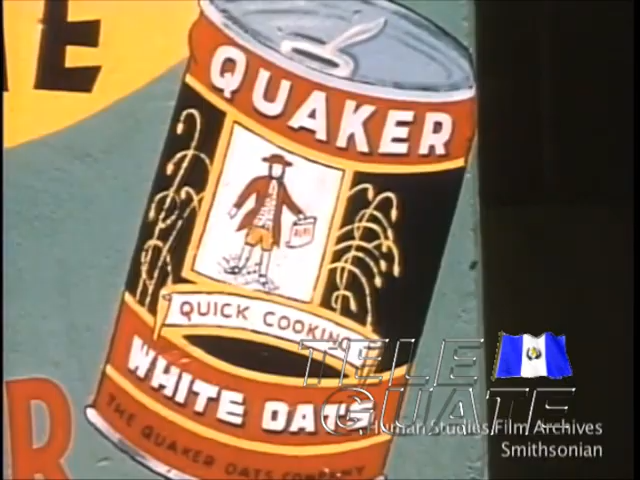 E
QUAKER
QUICK COOKING
WHITE OATS
THE QUAKER OATS COMPANY
R
TELE
GUATE
Human Studies Film Archives
Smithsonian